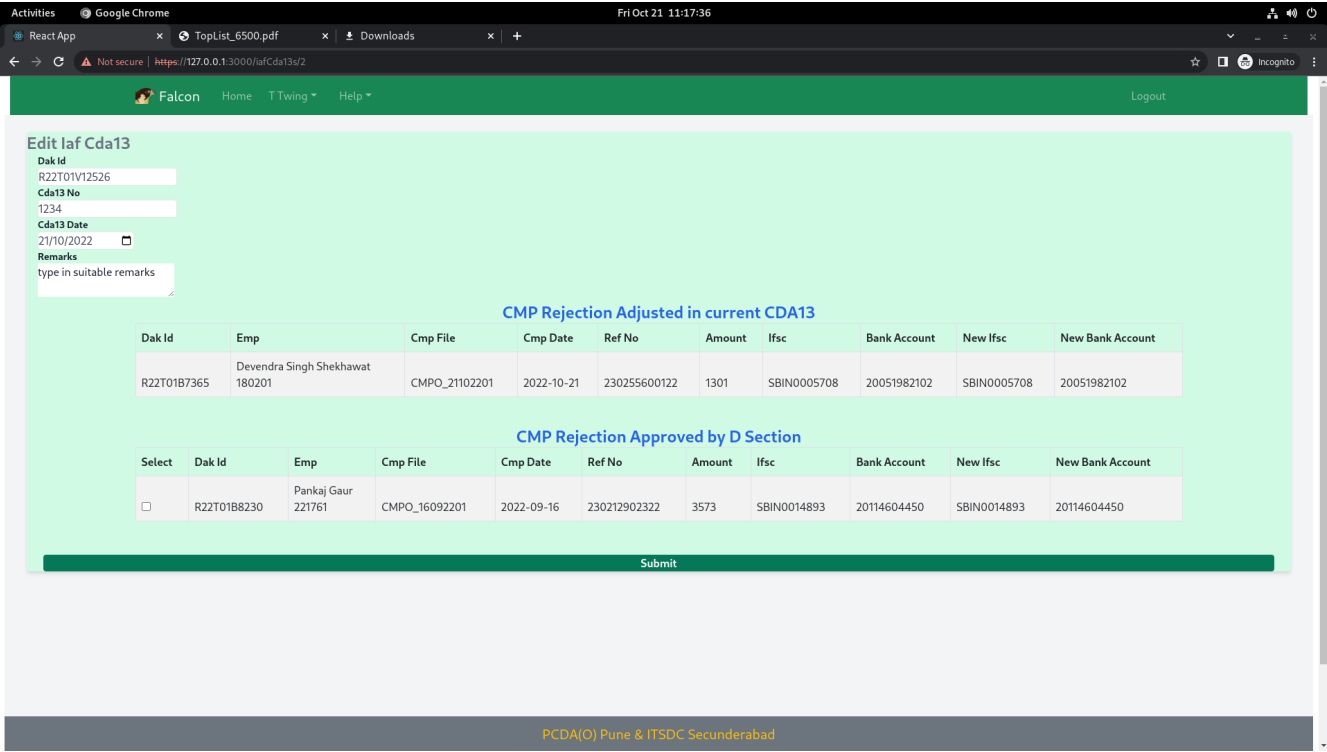 Activities Google Chrome Fri Oct 21 11:17:36
React App TopList_6500.pdf Downloads
Not secure https://127.0.0.1:3000/iafCda13s/2 Incognito
Falcon Home T Twing Help Logout
Edit Iaf Cda13
Dak Id
R22T01V12526
Cda13 No
1234
Cda13 Date
21/10/2022
Remarks
type in suitable remarks
CMP Rejection Adjusted in current CDA13
Dak Id Emp Cmp File Cmp Date Ref No Amount Ifsc Bank Account New Ifsc New Bank Account
Devendra Singh Shekhawat
R22T01B7365 180201 CMPO_21102201 2022-10-21 230255600122 1301 SBIN0005708 20051982102 SBIN0005708 20051982102
CMP Rejection Approved by D Section
Select Dak Id Emp Cmp File Cmp Date Ref No Amount Ifsc Bank Account New Ifsc New Bank Account
Pankaj Gaur
R22T01B8230 221761 CMPO_16092201 2022-09-16 230212902322 3573 SBIN0014893 20114604450 SBIN0014893 20114604450
Submit
PCDA(O) Pune & ITSDC Secunderabad